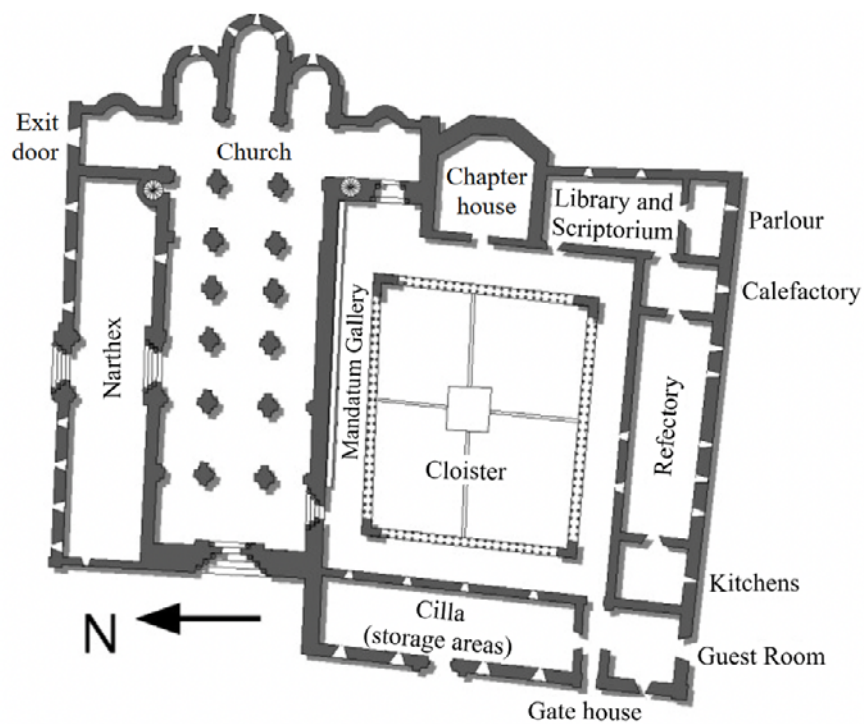 Exit
door
Church
Chapter
house
Library and
Scriptorium
Parlour
Calefactory
Narthex
Mandatum Gallery
Cloister
Refectory
Kitchens
N
Cilla
(storage areas)
Guest Room
Gate house